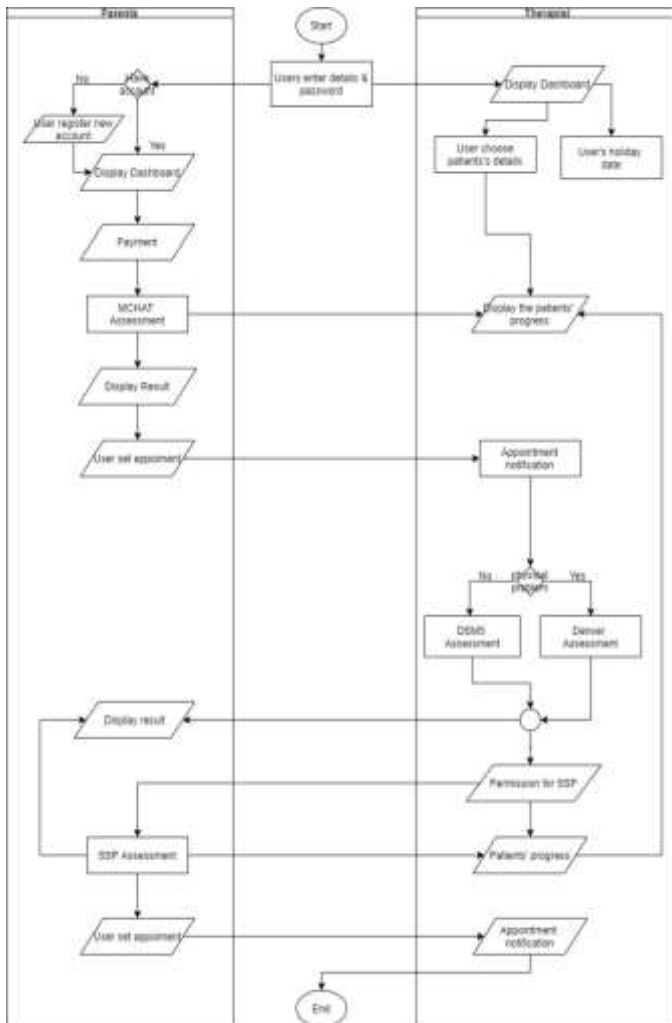 Parents
Therapist
Start
Users enter details &
password
Have
account
No
User register new
account
Yes
Display Dashboard
Display Dashboard
User choose
patients's details
User's holiday
date
Payment
MCHAT
Assessment
Display the patients'
progress
Display Result
User set appoiment
Appointment
notification
No
problem
Yes
DSM5
Assessment
Denver
Assessment
Display result
Permission for SSP
SSP Assessment
Patients' progress
User set appoiment
Appointment
notification
End